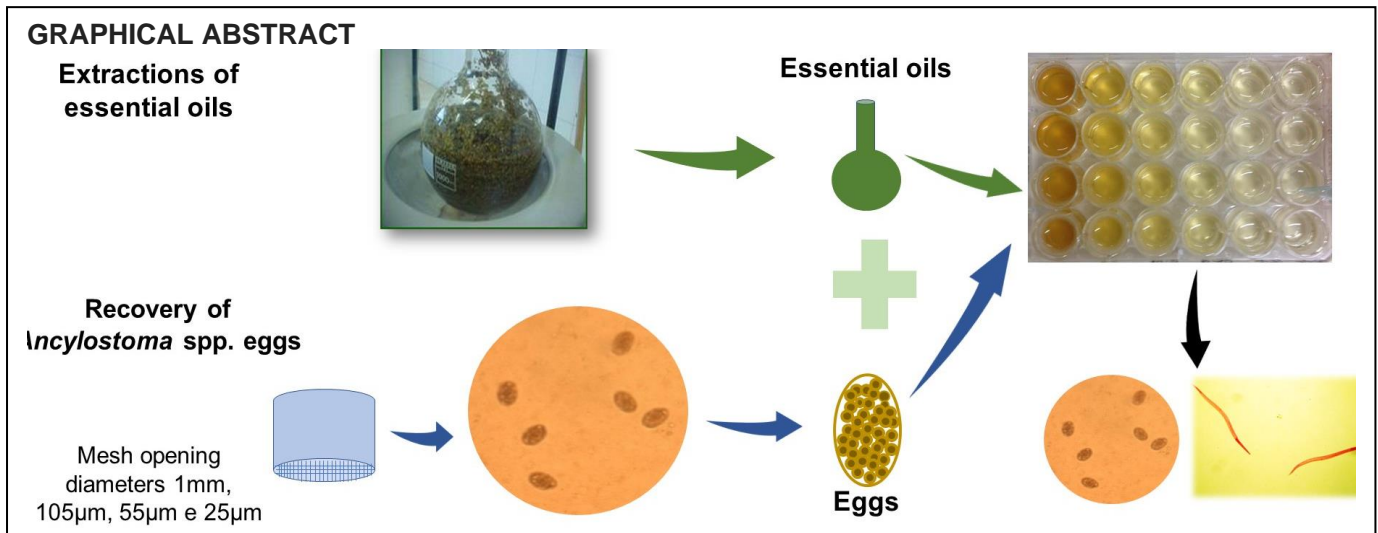 GRAPHICAL ABSTRACT
Extractions of
essential oils
Essential oils
Recovery of
ncylostoma spp. eggs
Mesh opening
diameters 1mm,
105µm, 55µm e 25µm
Eggs